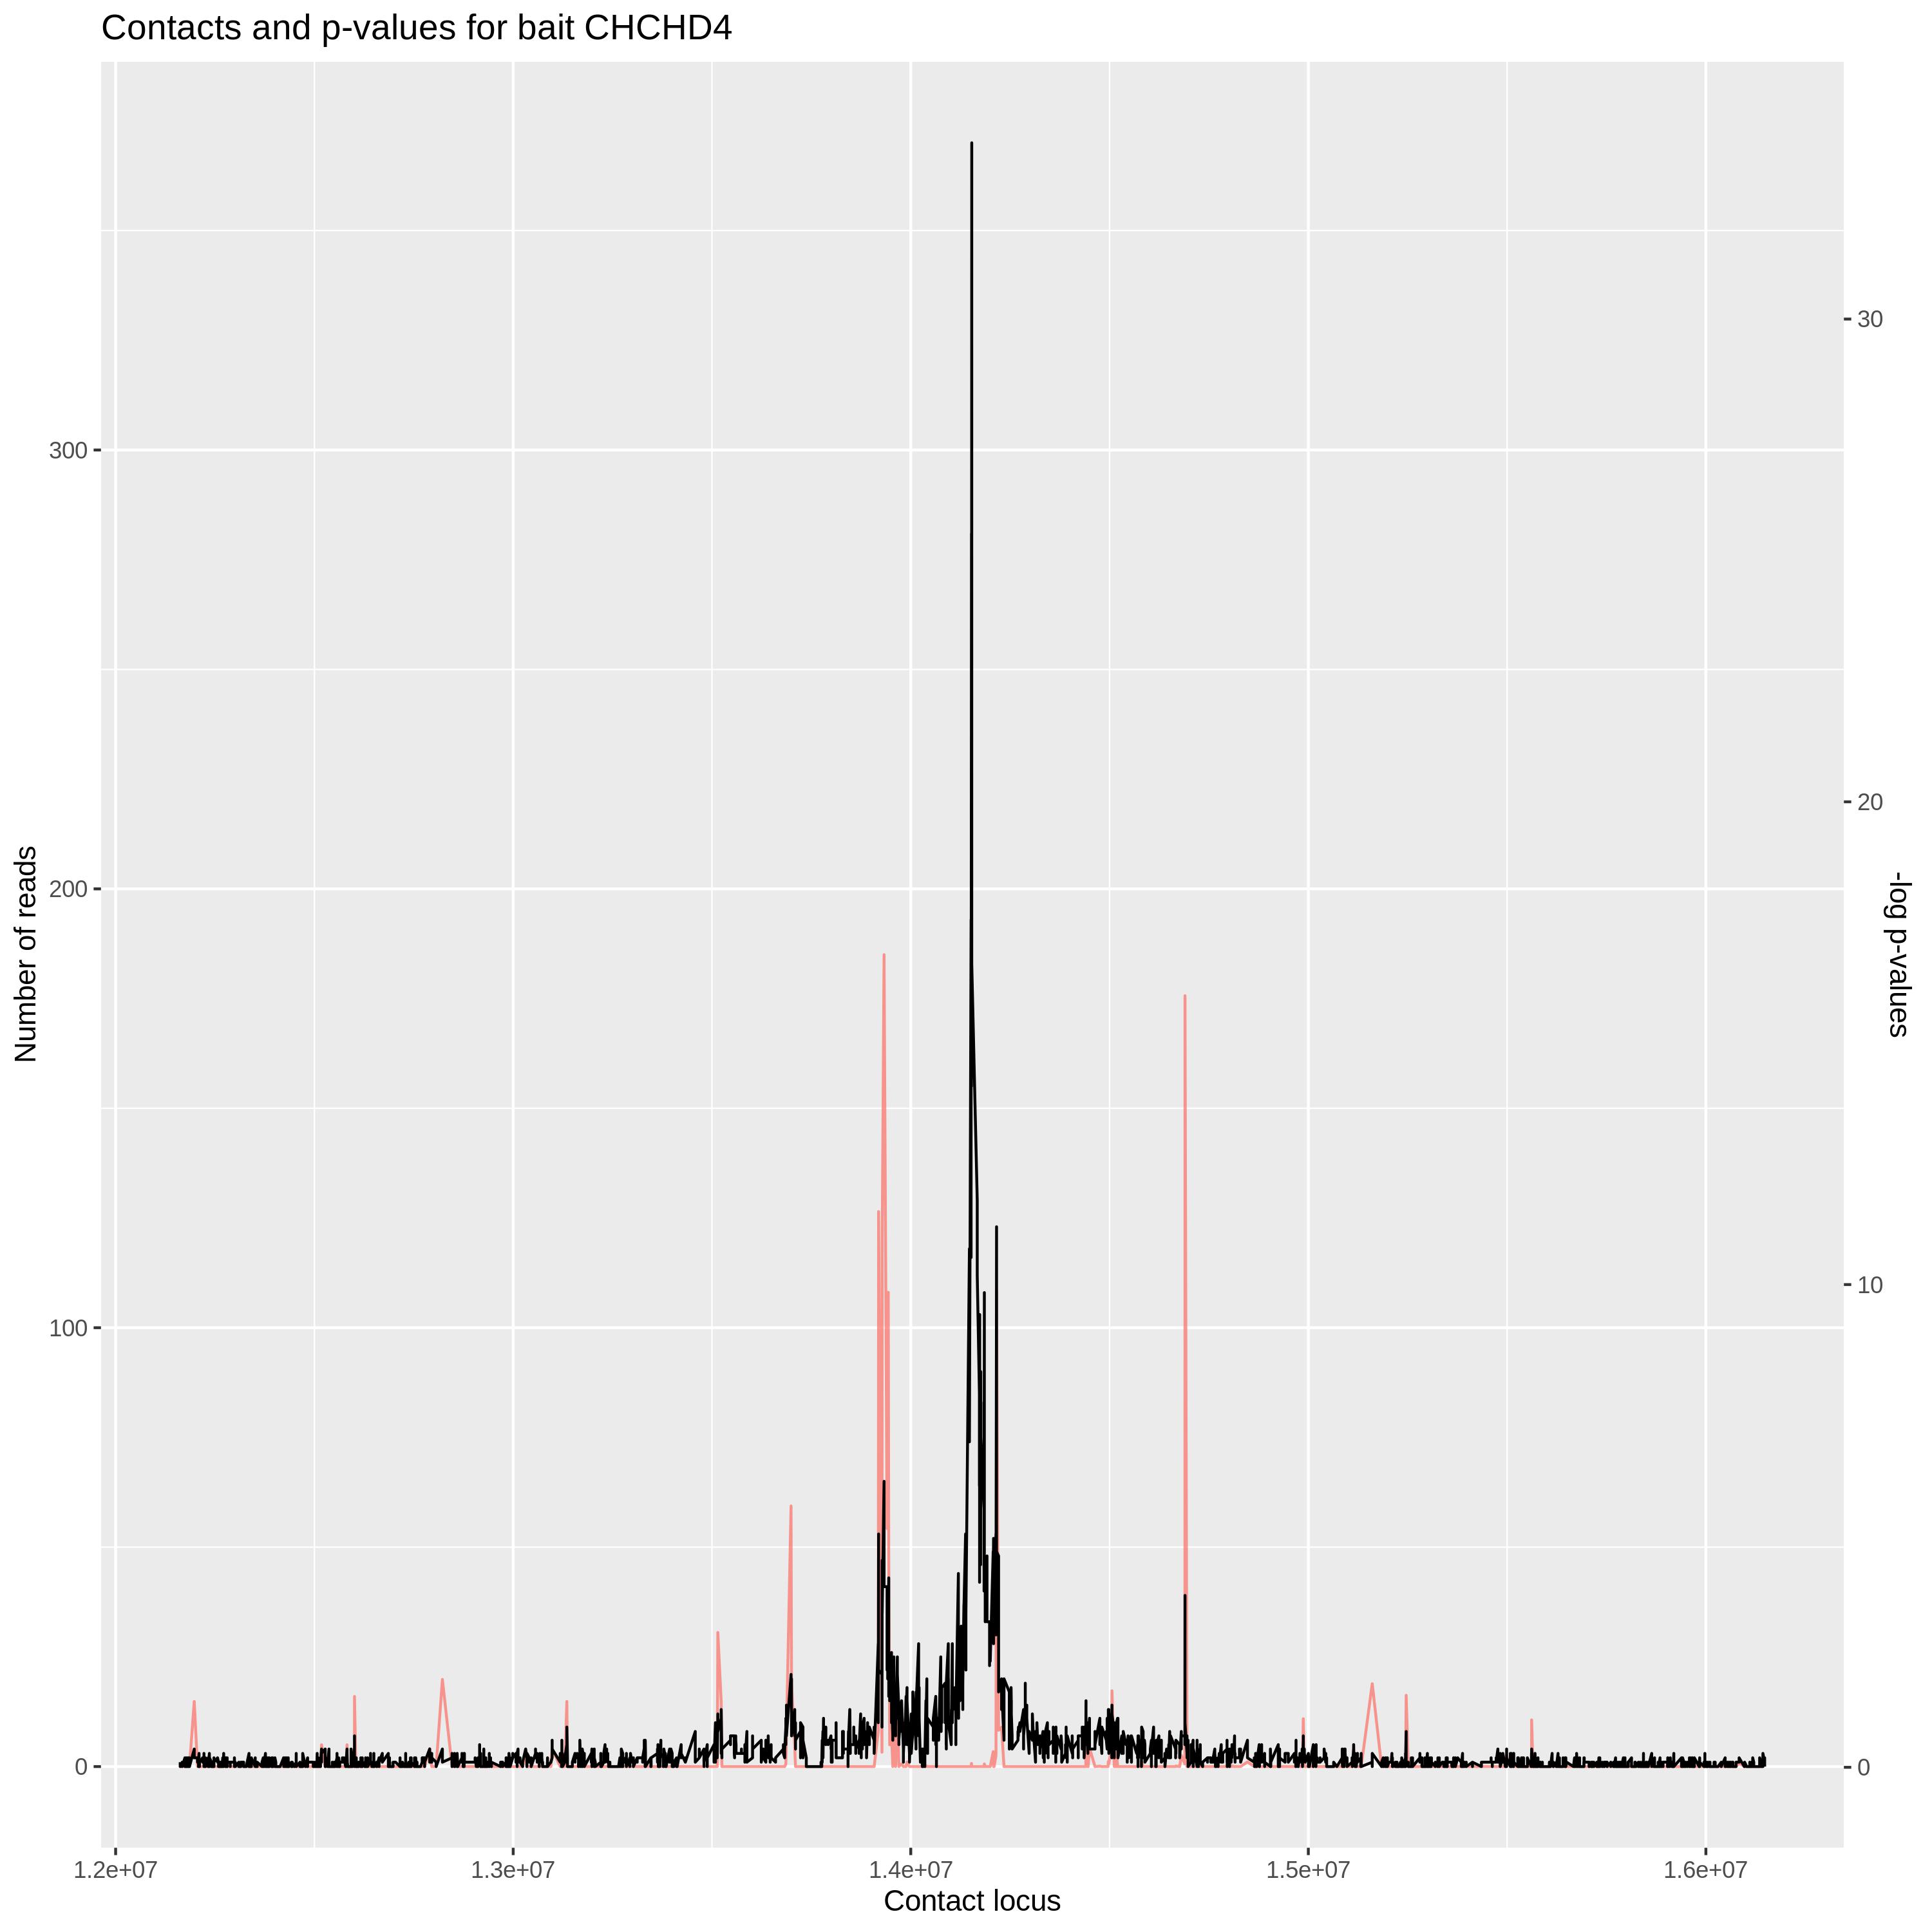 Contacts and p-values for bait CHCHD4
Number of reads
300
200
100
0
30
20
10
0
-log p-values
1.2e+07 1.3e+07 1.4e+07 1.5e+07 1.6e+07
Contact locus